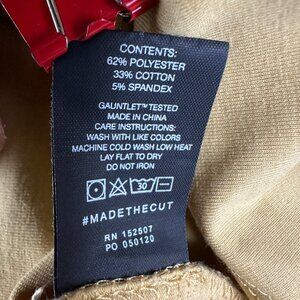 CONTENTS:
62% POLYESTER
33% COTTON
5% SPANDEX
GAUNTLET™ TESTED
MADE IN CHINA
CARE INSTRUCTIONS:
WASH WITH LIKE COLORS
MACHINE COLD WASH LOW HEAT
LAY FLAT TO DRY
DO NOT IRON
30
#MADETHECUT
RN 152507
PO 050120